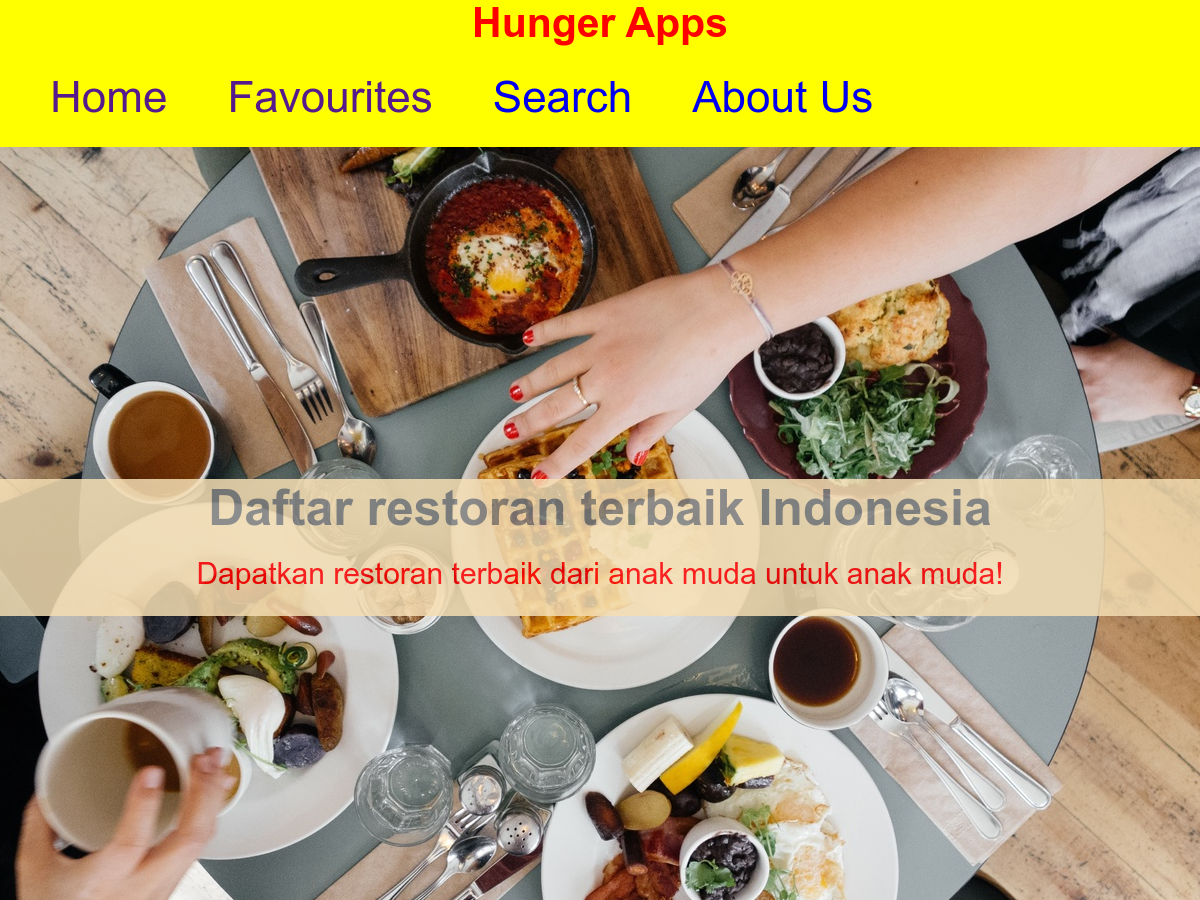 Hunger Apps
Home Favourites Search About Us
Daftar restoran terbaik Indonesia
Dapatkan restoran terbaik dari anak muda untuk anak muda!